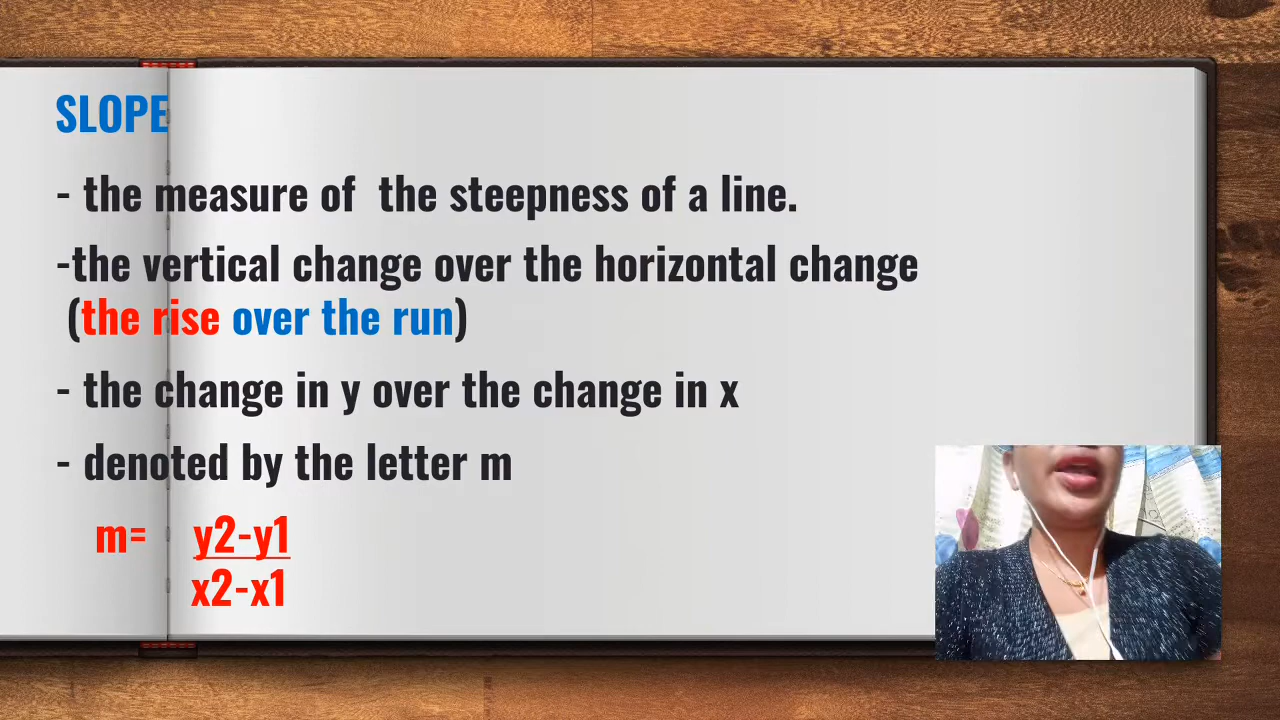 SLOPE
- the measure of  the steepness of a line.
-the vertical change over the horizontal change
(the rise over the run)
- the change in y over the change in x
- denoted by the letter m
m= y2-y1
x2-x1